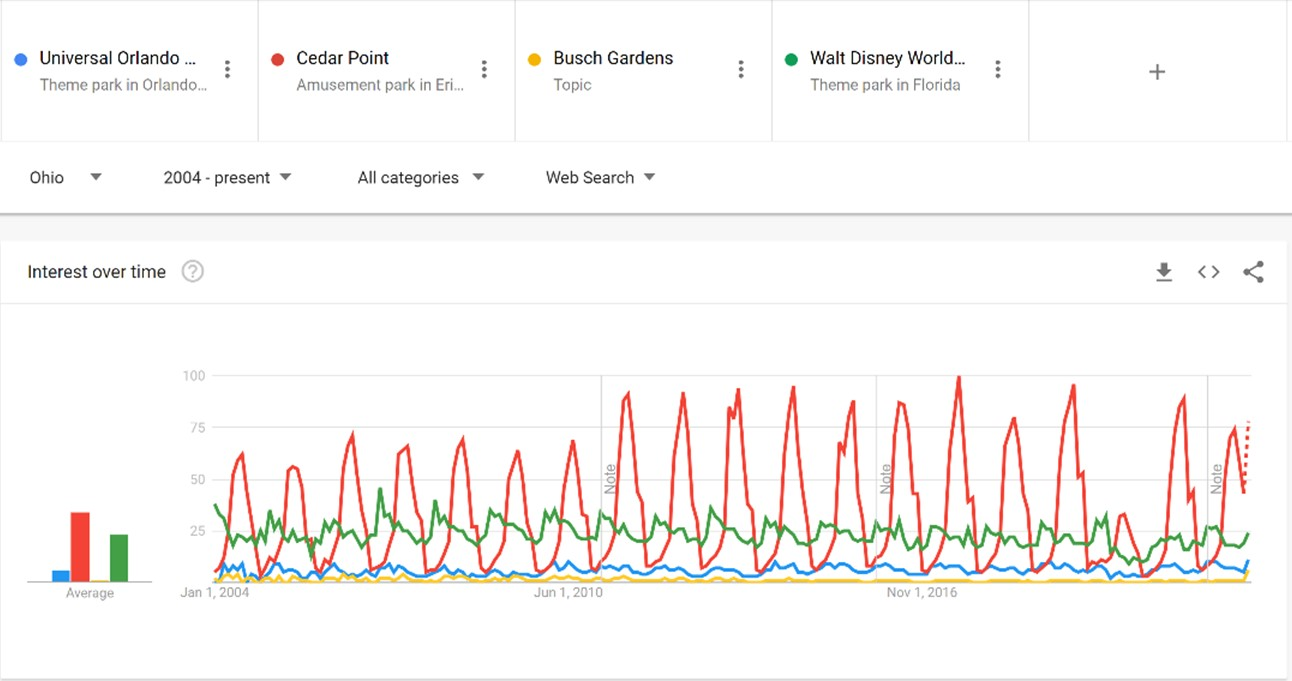 Universal Orlando ...
Theme park in Orlando...
Cedar Point
Amusement park in Eri...
Busch Gardens
Topic
Walt Disney World...
Theme park in Florida
+
Ohio
2004 - present
All categories
Web Search
Interest over time
?
<>
100
75
50
25
Note
Note
Note
Average
Jan 1, 2004
Jun 1, 2010
Nov 1, 2016